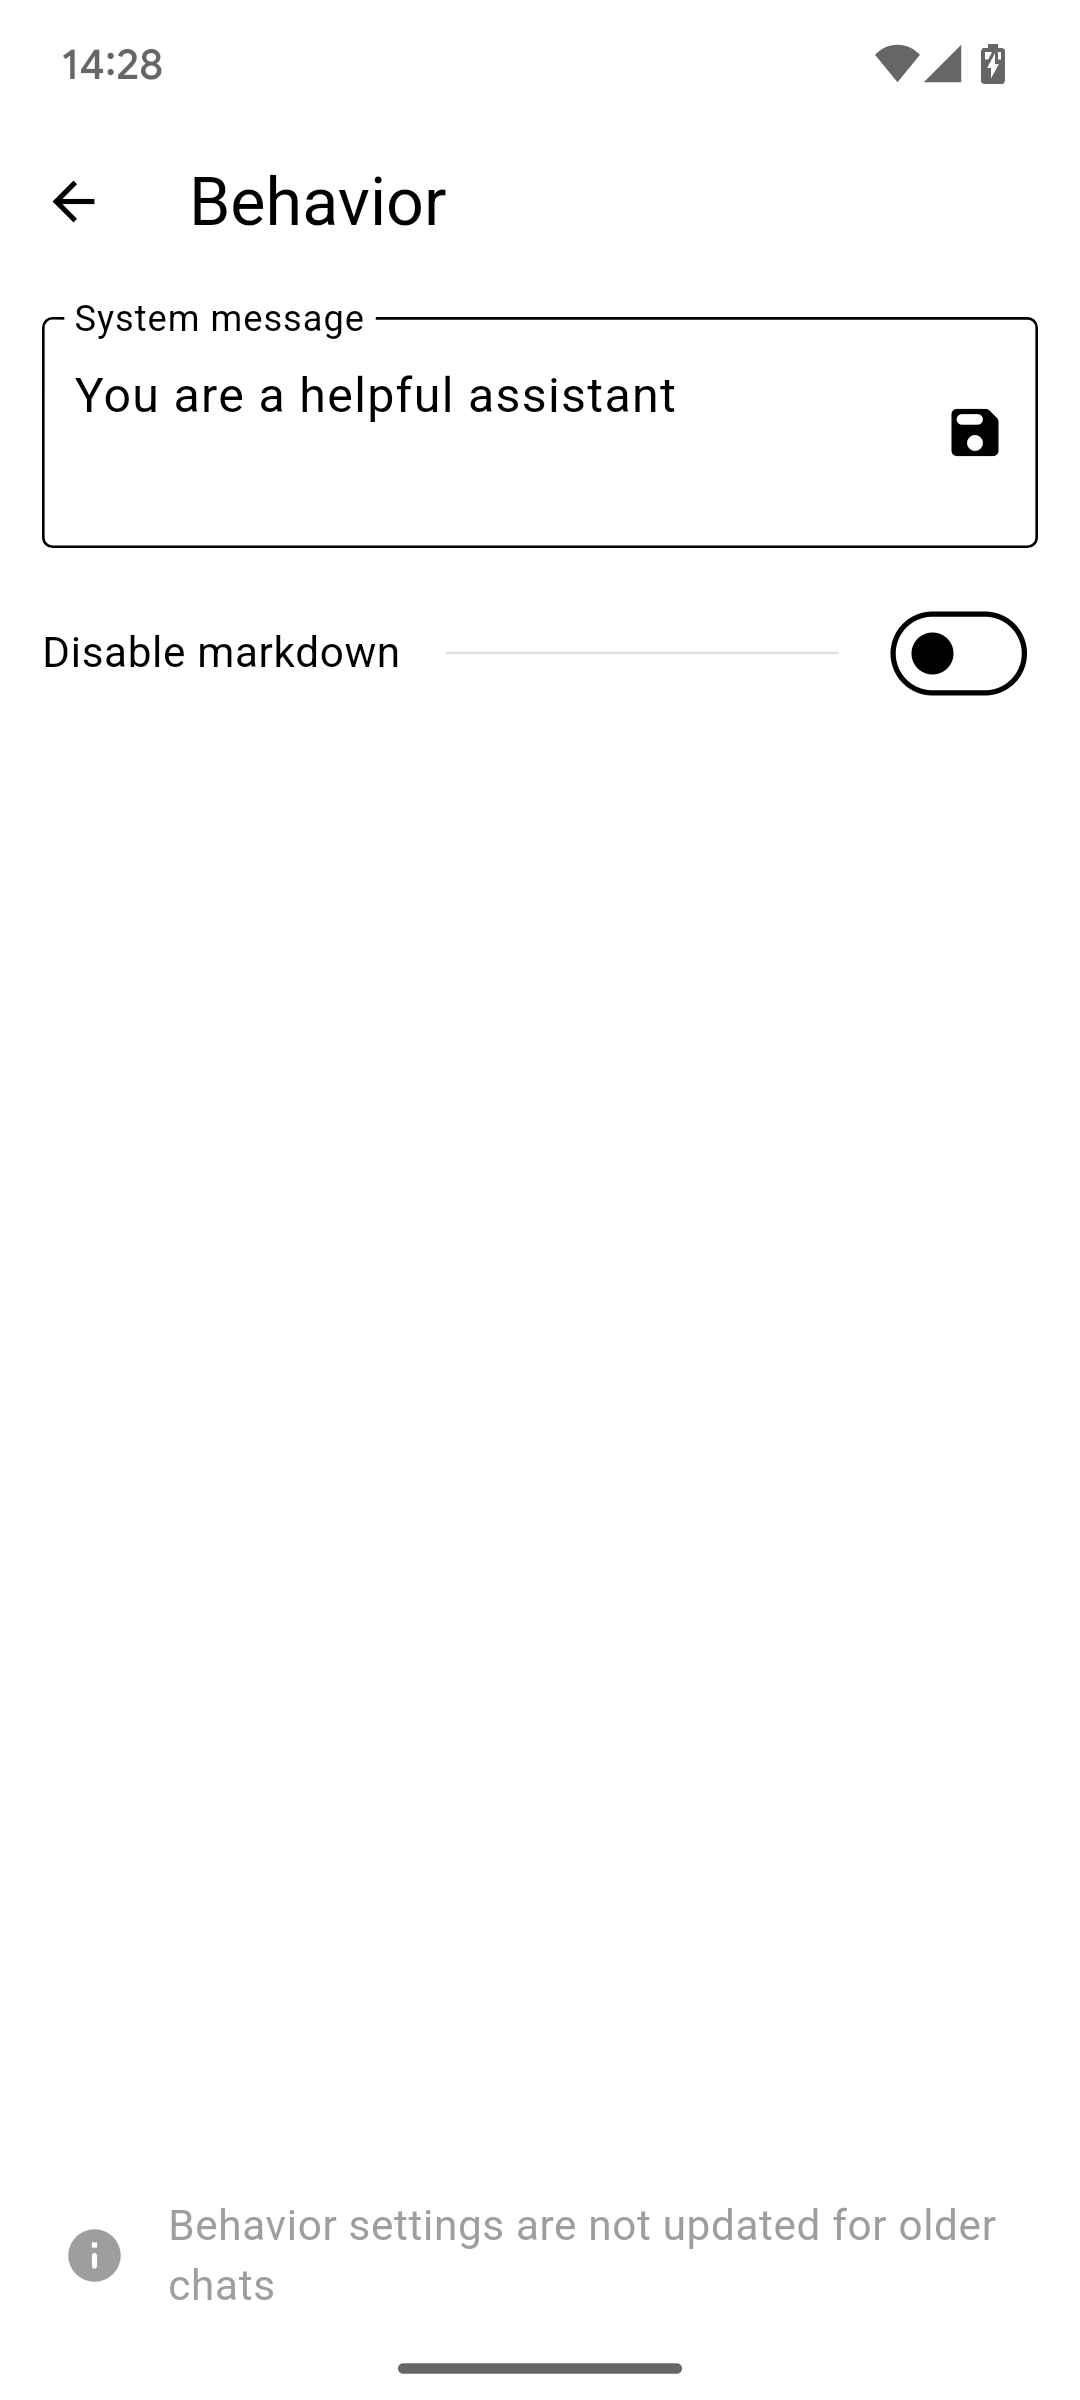 14:28
Behavior
System message
You are a helpful assistant
Disable markdown
Behavior settings are not updated for older
chats